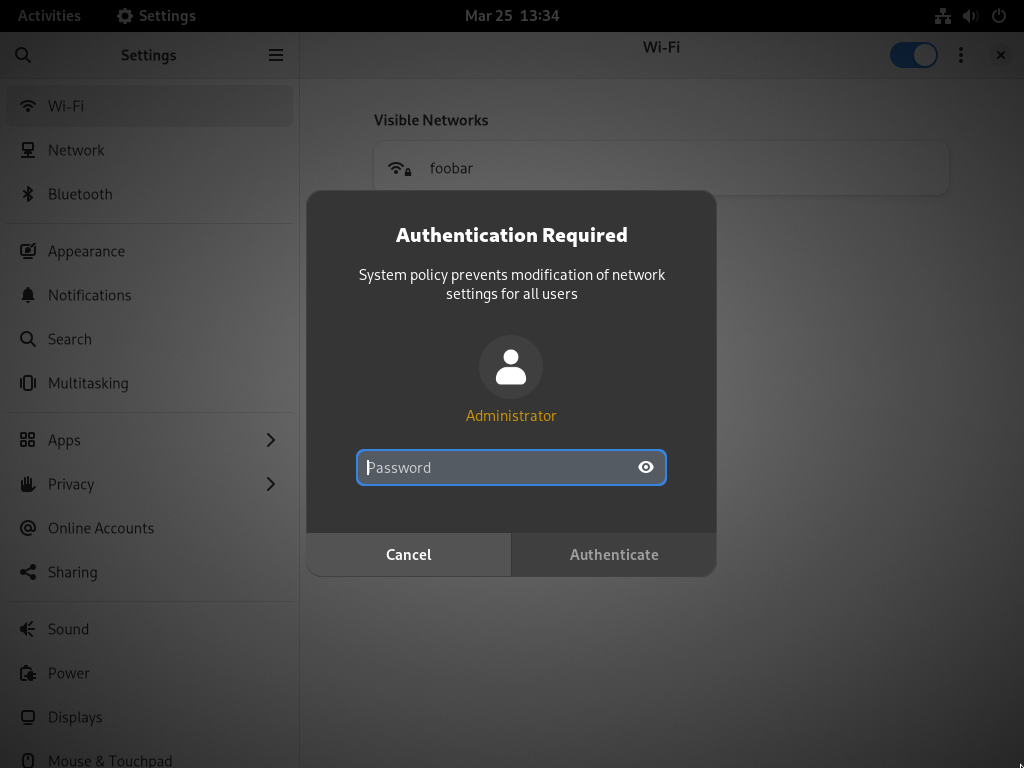 Activities
Settings
Mar 25 13:34
Settings
Wi-Fi
Wi-Fi
Network
Bluetooth
Appearance
Notifications
Search
Multitasking
Apps
Privacy
Online Accounts
Sharing
Sound
Power
Displays
Mouse & Touchpad
Visible Networks
foobar
Authentication Required
System policy prevents modification of network
settings for all users
Administrator
Password
Cancel
Authenticate